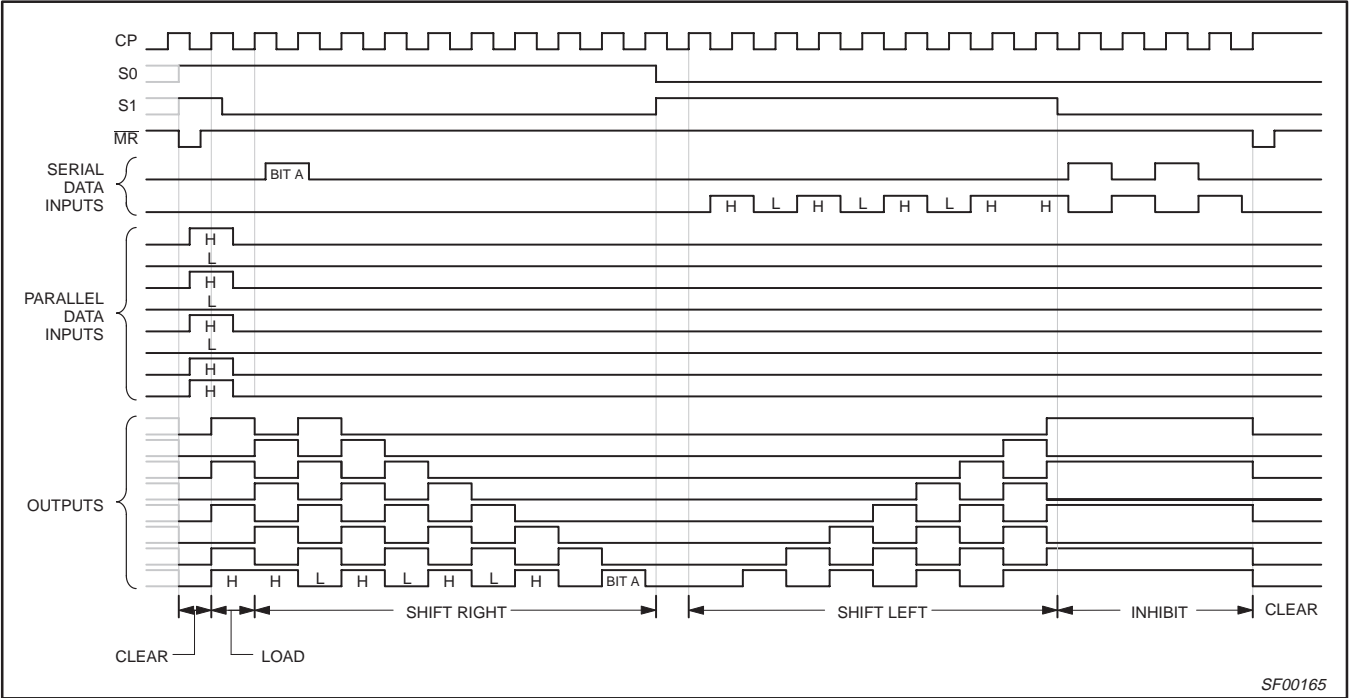 CP
S0
S1
MR
SERIAL
DATA
INPUTS
BIT A
H L H L H L H H
PARALLEL
DATA
INPUTS
H
L
H
L
H
L
H
H
OUTPUTS
H H L H L H L H BIT A
SHIFT RIGHT SHIFT LEFT INHIBIT CLEAR
CLEAR LOAD
SF00165